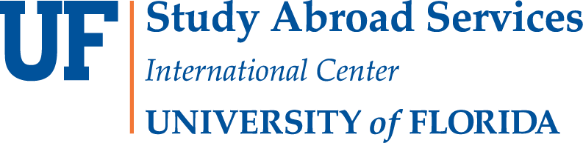 UF
Study Abroad Services
International Center
UNIVERSITY of FLORIDA